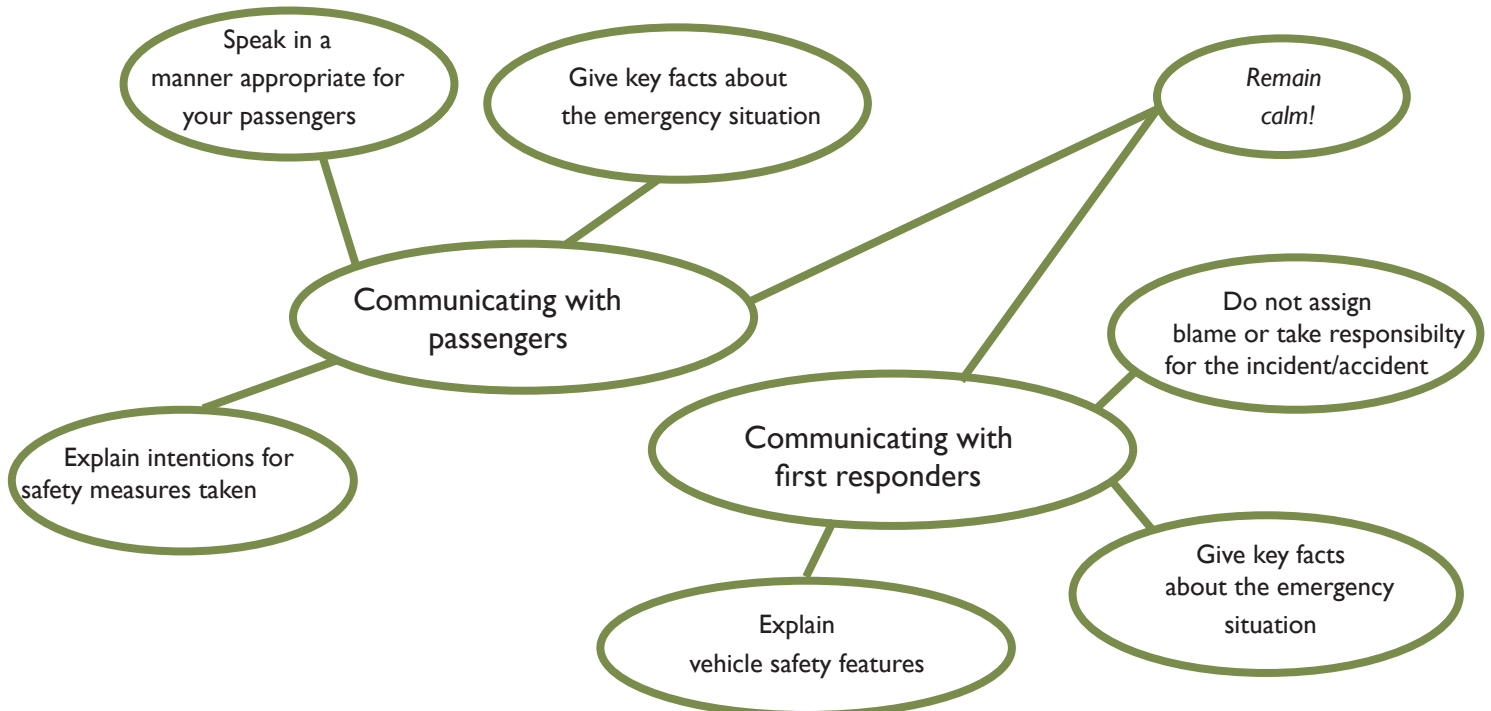 Speak in a
manner appropriate for
your passengers
Give key facts about
the emergency situation
Remain
calm!
Communicating with
passengers
Do not assign
blame or take responsibilty
for the incident/accident
Explain intentions for
safety measures taken
Communicating with
first responders
Give key facts
about the emergency
situation
Explain
vehicle safety features